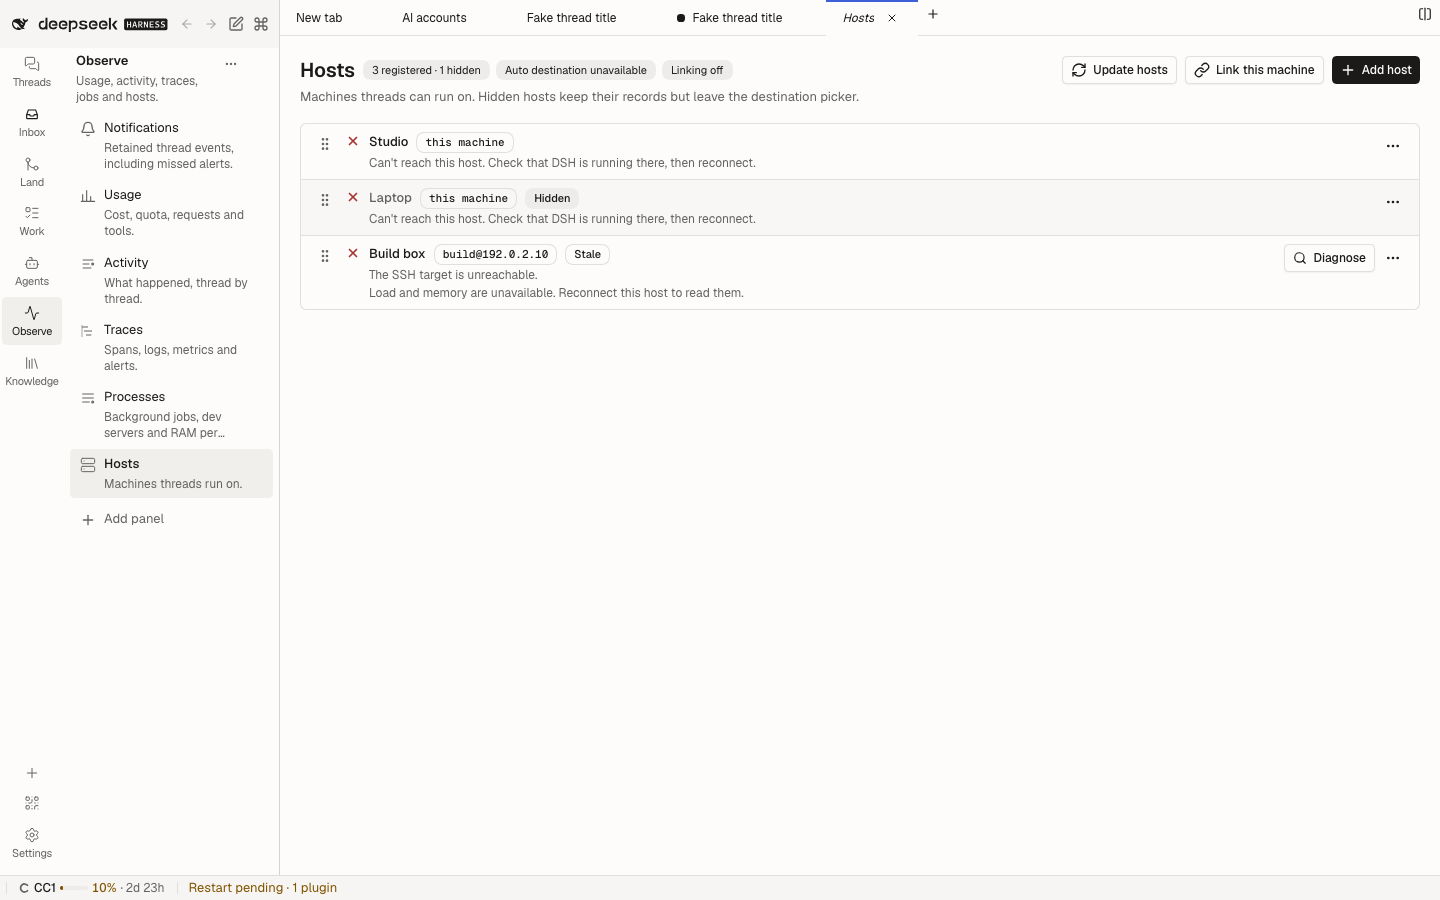 deepseek HARNESS
New tab
AI accounts
Fake thread title
Fake thread title
Hosts
Threads
Inbox
Land
Work
Agents
Observe
Knowledge
Settings
Observe
Usage, activity, traces,
jobs and hosts.
Notifications
Retained thread events,
including missed alerts.
Usage
Cost, quota, requests and
tools.
Activity
What happened, thread by
thread.
Traces
Spans, logs, metrics and
alerts.
Processes
Background jobs, dev
servers and RAM per…
Hosts
Machines threads run on.
Add panel
Hosts
3 registered · 1 hidden
Auto destination unavailable
Linking off
Update hosts
Link this machine
Add host
Machines threads can run on. Hidden hosts keep their records but leave the destination picker.
Studio this machine
Can't reach this host. Check that DSH is running there, then reconnect.
Laptop this machine Hidden
Can't reach this host. Check that DSH is running there, then reconnect.
Build box build@192.0.2.10 Stale
Diagnose
The SSH target is unreachable.
Load and memory are unavailable. Reconnect this host to read them.
C CC1 10% · 2d 23h
Restart pending · 1 plugin